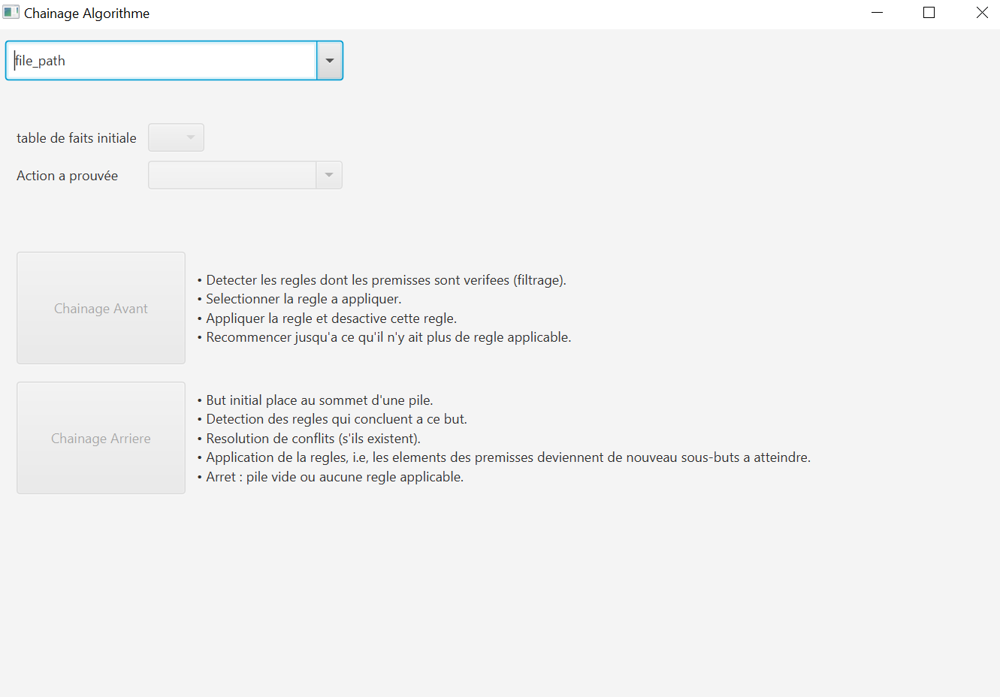 Chainage Algorithme
file_path
table de faits initiale
Action a prouvée
Chainage Avant
• Detecter les regles dont les premisses sont verifees (filtrage).
• Selectionner la regle a appliquer.
• Appliquer la regle et desactive cette regle.
• Recommencer jusqu'a ce qu'il n'y ait plus de regle applicable.
Chainage Arriere
• But initial place au sommet d'une pile.
• Detection des regles qui concluent a ce but.
• Resolution de conflits (s'ils existent).
• Application de la regles, i.e, les elements des premisses deviennent de nouveau sous-buts a atteindre.
• Arret : pile vide ou aucune regle applicable.